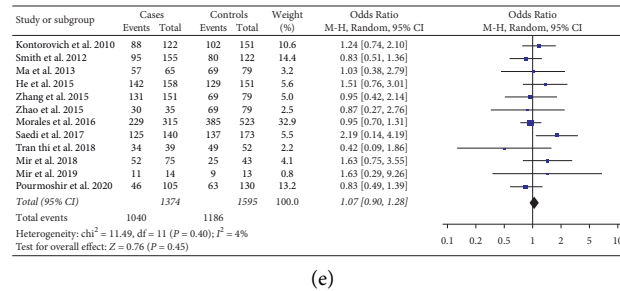 Study or subgroup Cases Controls Weight Odds Ratio Odds Ratio
Events Total Events Total (%) M-H, Random, 95% CI M-H, Random, 95% CI
Kontorovich et al. 2010 88 122 102 151 10.6 1.24 [0.74, 2.10]
Smith et al. 2012 95 155 80 122 14.4 0.83 [0.51, 1.36]
Ma et al. 2013 57 65 69 79 3.2 1.03 [0.38, 2.79]
He et al. 2015 142 158 129 151 5.6 1.51 [0.76, 3.01]
Zhang et al. 2015 131 151 69 79 5.0 0.95 [0.42, 2.14]
Zhao et al. 2015 30 35 69 79 2.5 0.87 [0.27, 2.76]
Morales et al. 2016 229 315 385 523 32.9 0.95 [0.70, 1.31]
Saedi et al. 2017 125 140 137 173 5.5 2.19 [1.14, 4.19]
Tran thi et al. 2018 34 39 49 52 2.2 0.42 [0.09, 1.86]
Mir et al. 2018 52 75 25 43 4.1 1.63 [0.75, 3.55]
Mir et al. 2019 11 14 9 13 0.8 1.63 [0.29, 9.26]
Pourmoshir et al. 2020 46 105 63 130 13.2 0.83 [0.49, 1.39]
Total (95% CI) 1374 1595 100.0 1.07 [0.90, 1.28]
Total events 1040 1186
Heterogeneity: chi² = 11.49, df = 11 (P = 0.40); I² = 4%
Test for overall effect: Z = 0.76 (P = 0.45)
0.1 0.2 0.5 1 2 5 10
(e)